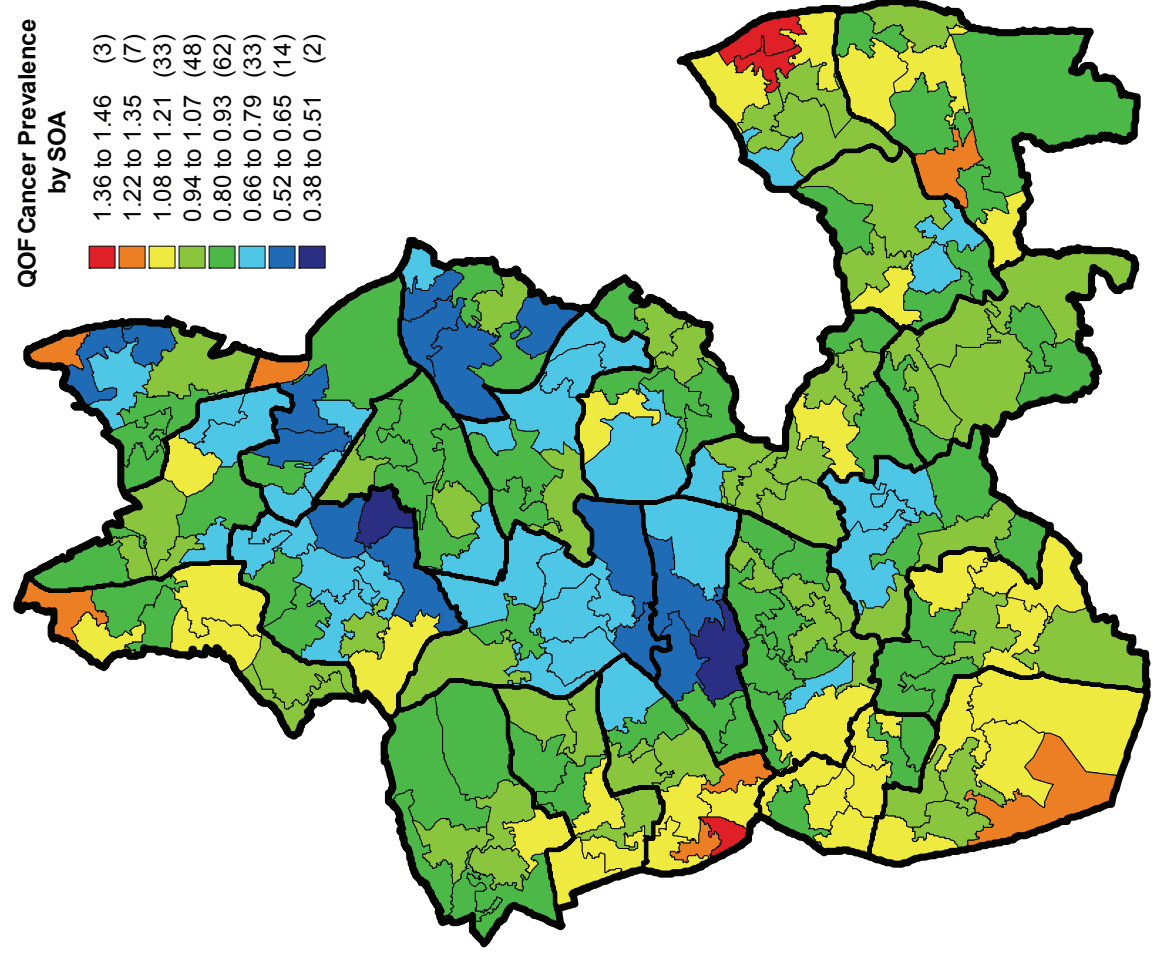 QOF Cancer Prevalence
by SOA
1.36 to 1.46 (3)
1.22 to 1.35 (7)
1.08 to 1.21 (33)
0.94 to 1.07 (48)
0.80 to 0.93 (62)
0.66 to 0.79 (33)
0.52 to 0.65 (14)
0.38 to 0.51 (2)